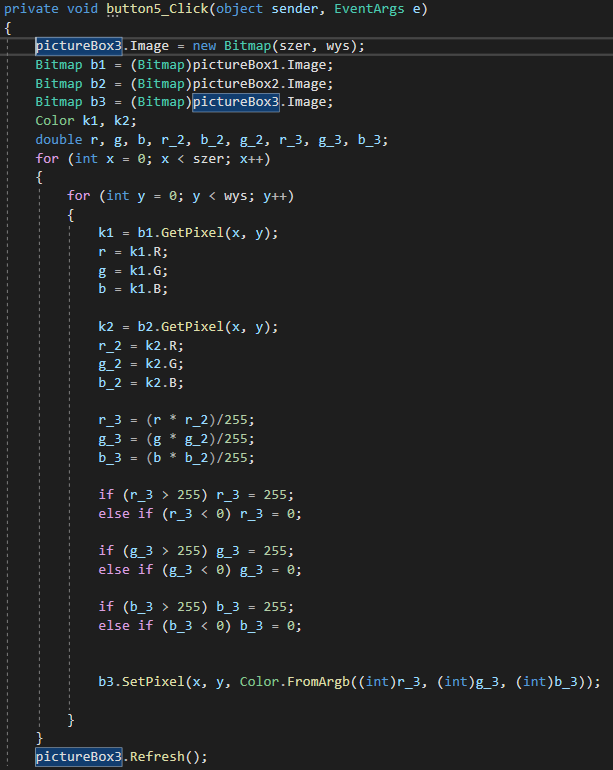 private void button5_Click(object sender, EventArgs e)
{
pictureBox3.Image = new Bitmap(szer, wys);
Bitmap b1 = (Bitmap)pictureBox1.Image;
Bitmap b2 = (Bitmap)pictureBox2.Image;
Bitmap b3 = (Bitmap)pictureBox3.Image;
Color k1, k2;
double r, g, b, r_2, b_2, g_2, r_3, g_3, b_3;
for (int x = 0; x < szer; x++)
{
for (int y = 0; y < wys; y++)
{
k1 = b1.GetPixel(x, y);
r = k1.R;
g = k1.G;
b = k1.B;
k2 = b2.GetPixel(x, y);
r_2 = k2.R;
g_2 = k2.G;
b_2 = k2.B;
r_3 = (r * r_2)/255;
g_3 = (g * g_2)/255;
b_3 = (b * b_2)/255;
if (r_3 > 255) r_3 = 255;
else if (r_3 < 0) r_3 = 0;
if (g_3 > 255) g_3 = 255;
else if (g_3 < 0) g_3 = 0;
if (b_3 > 255) b_3 = 255;
else if (b_3 < 0) b_3 = 0;
b3.SetPixel(x, y, Color.FromArgb((int)r_3, (int)g_3, (int)b_3));
}
}
pictureBox3.Refresh();